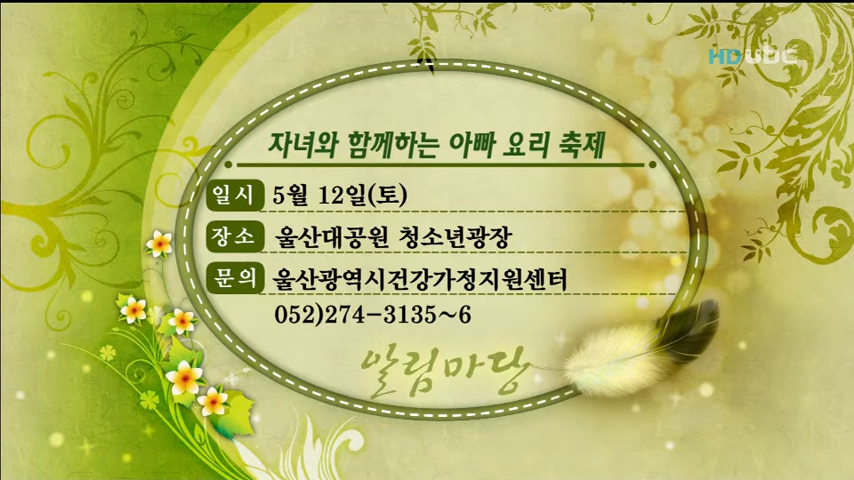 HDubc
자녀와 함께하는 아빠 요리 축제
일시 5월 12일(토)
장소 울산대공원 청소년광장
문의 울산광역시건강가정지원센터
052)274-3135~6
알림마당